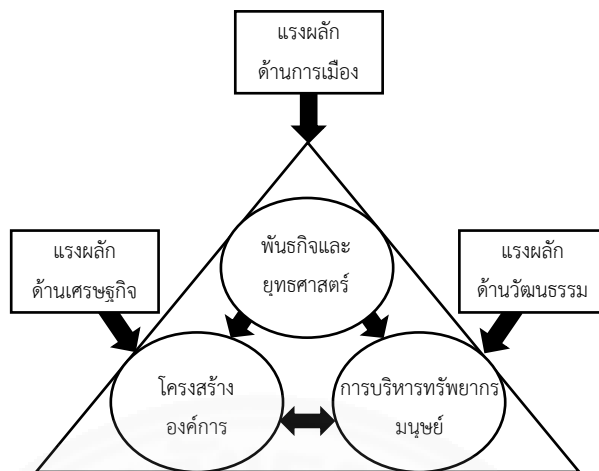 แรงผลัก
ด้านการเมือง
พันธกิจและ
ยุทธศาสตร์
แรงผลัก
ด้านเศรษฐกิจ
แรงผลัก
ด้านวัฒนธรรม
โครงสร้าง
องค์การ
การบริหารทรัพยากร
มนุษย์